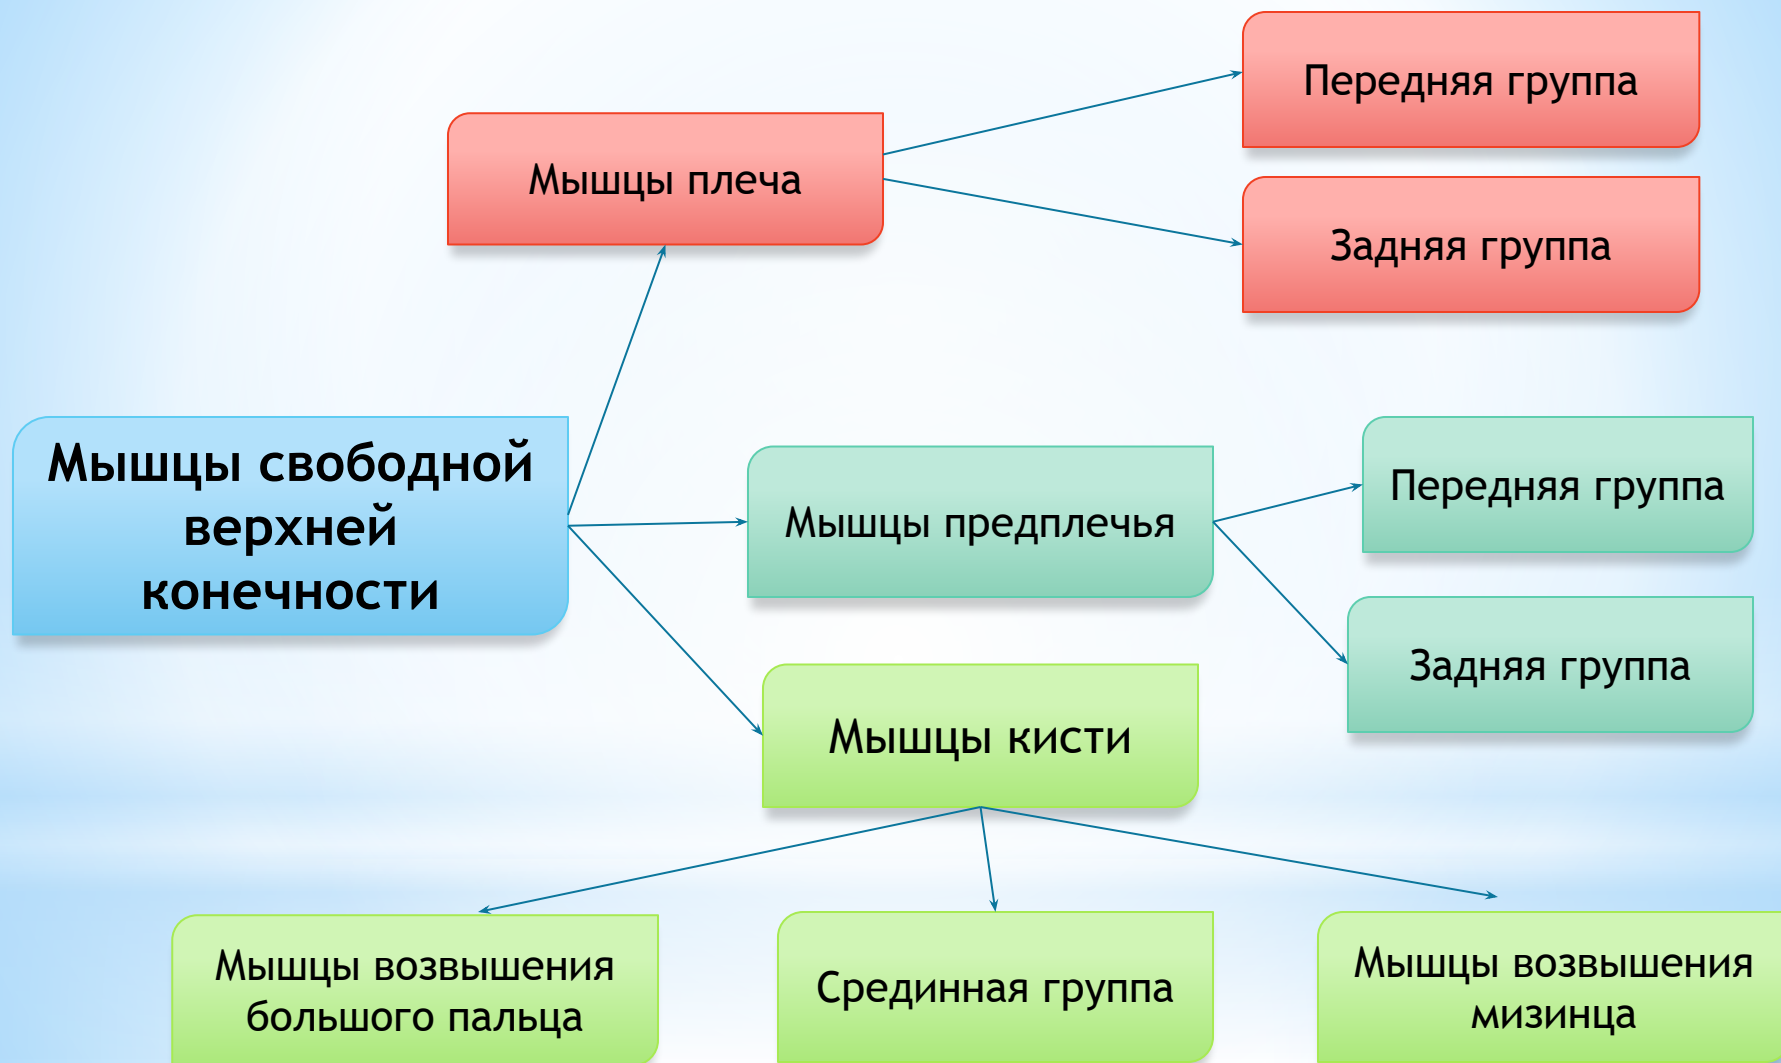 Передняя группа
Мышцы плеча
Задняя группа
Мышцы свободной
верхней
конечности
Мышцы предплечья
Передняя группа
Задняя группа
Мышцы кисти
Мышцы возвышения
большого пальца
Срединная группа
Мышцы возвышения
мизинца